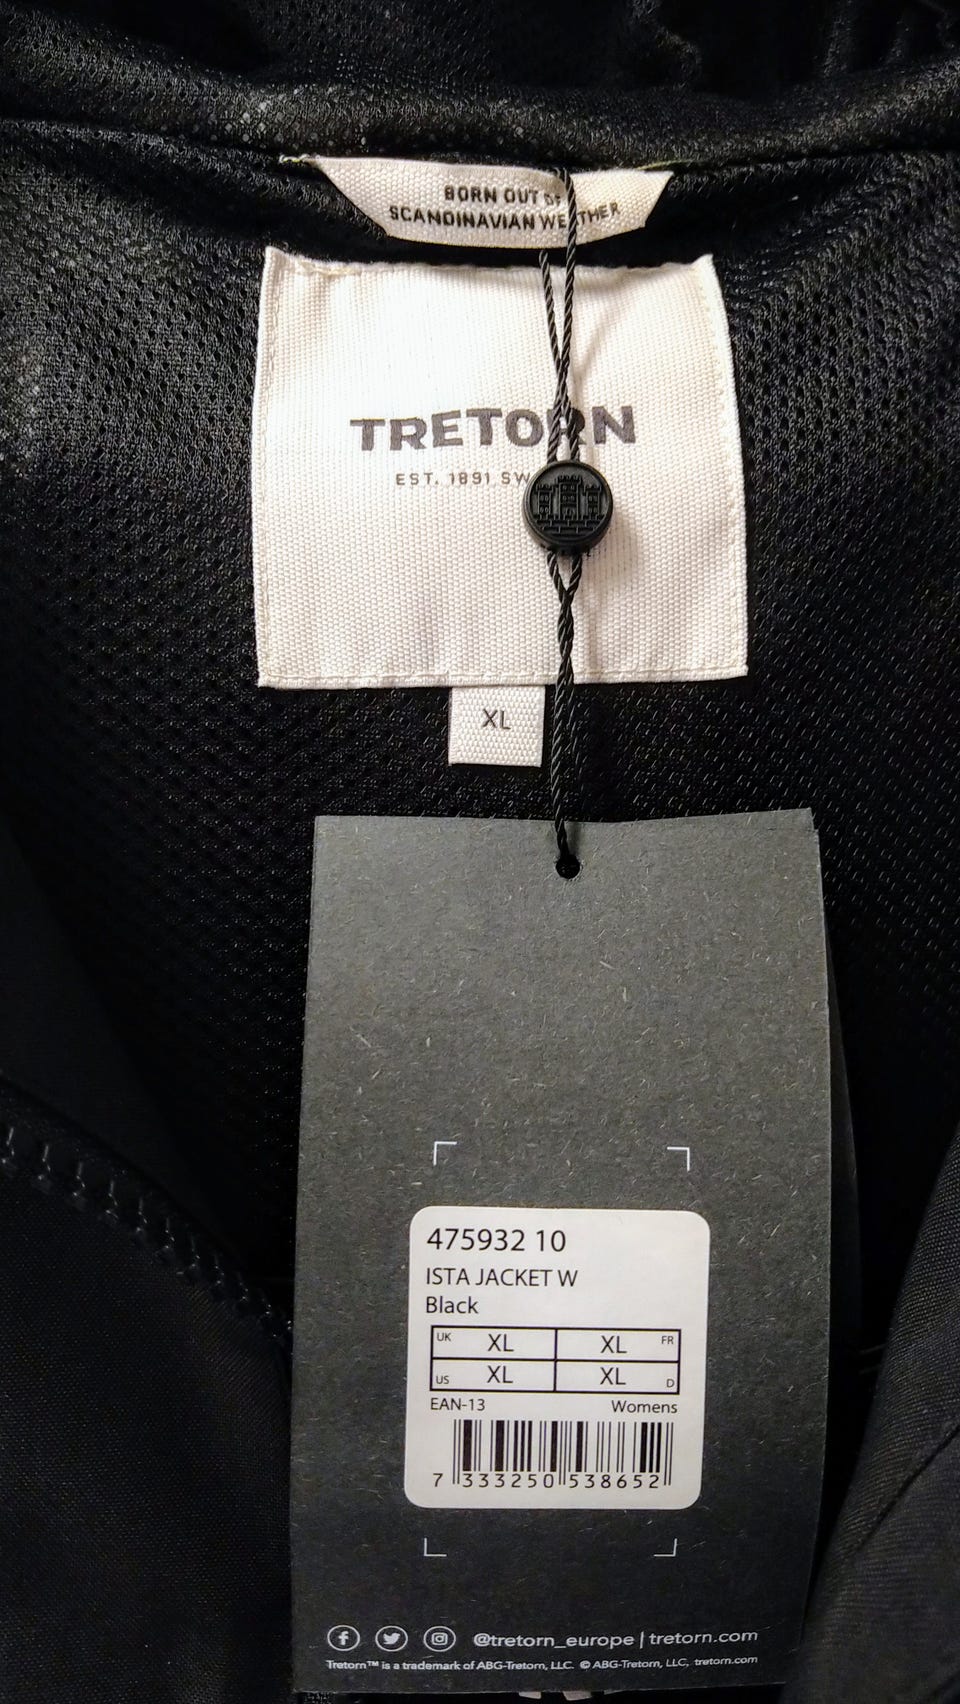 BORN OUT OF
SCANDINAVIAN WEATHER
TRETORN
EST. 1891
XL
475932 10
ISTA JACKET W
Black
UK XL XL FR
US XL XL D
EAN-13 Womens
7 333250 538652
@tretorn_europe | tretorn.com
Tretorn™ is a trademark of ABG-Tretorn, LLC. © ABG-Tretorn, LLC, tretorn.com